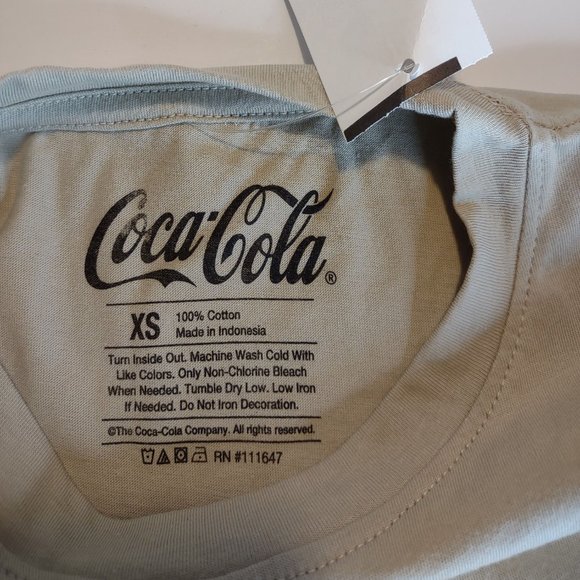 Coca-Cola®
XS
100% Cotton
Made in Indonesia
Turn Inside Out. Machine Wash Cold With
Like Colors. Only Non-Chlorine Bleach
When Needed. Tumble Dry Low. Low Iron
If Needed. Do Not Iron Decoration.
©The Coca-Cola Company. All rights reserved.
RN #111647